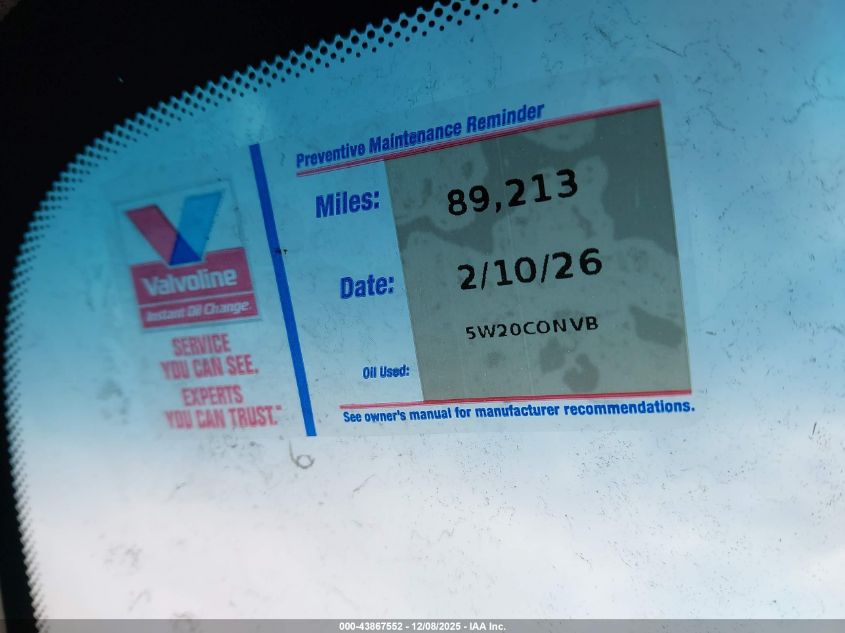 Preventive Maintenance Reminder
Miles: 89,213
Date: 2/10/26
5W20CONVB
Oil Used:
See owner's manual for manufacturer recommendations.
Valvoline
Instant Oil Change.
SERVICE
YOU CAN SEE.
EXPERTS
YOU CAN TRUST.™
000-43867552 - 12/08/2025 - IAA Inc.